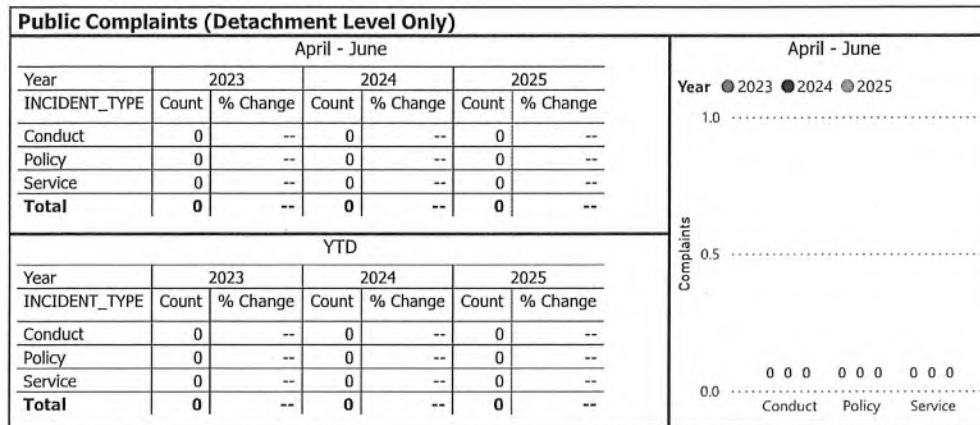 Public Complaints (Detachment Level Only)
April - June
Year 2023 2024 2025
INCIDENT_TYPE Count % Change Count % Change Count % Change
Conduct 0 -- 0 -- 0 --
Policy 0 -- 0 -- 0 --
Service 0 -- 0 -- 0 --
Total 0 -- 0 -- 0 --
YTD
Year 2023 2024 2025
INCIDENT_TYPE Count % Change Count % Change Count % Change
Conduct 0 -- 0 -- 0 --
Policy 0 -- 0 -- 0 --
Service 0 -- 0 -- 0 --
Total 0 -- 0 -- 0 --
April - June
Year 2023 2024 2025
1.0
Complaints
0.5
0 0 0 0 0 0 0 0 0
0.0
Conduct Policy Service